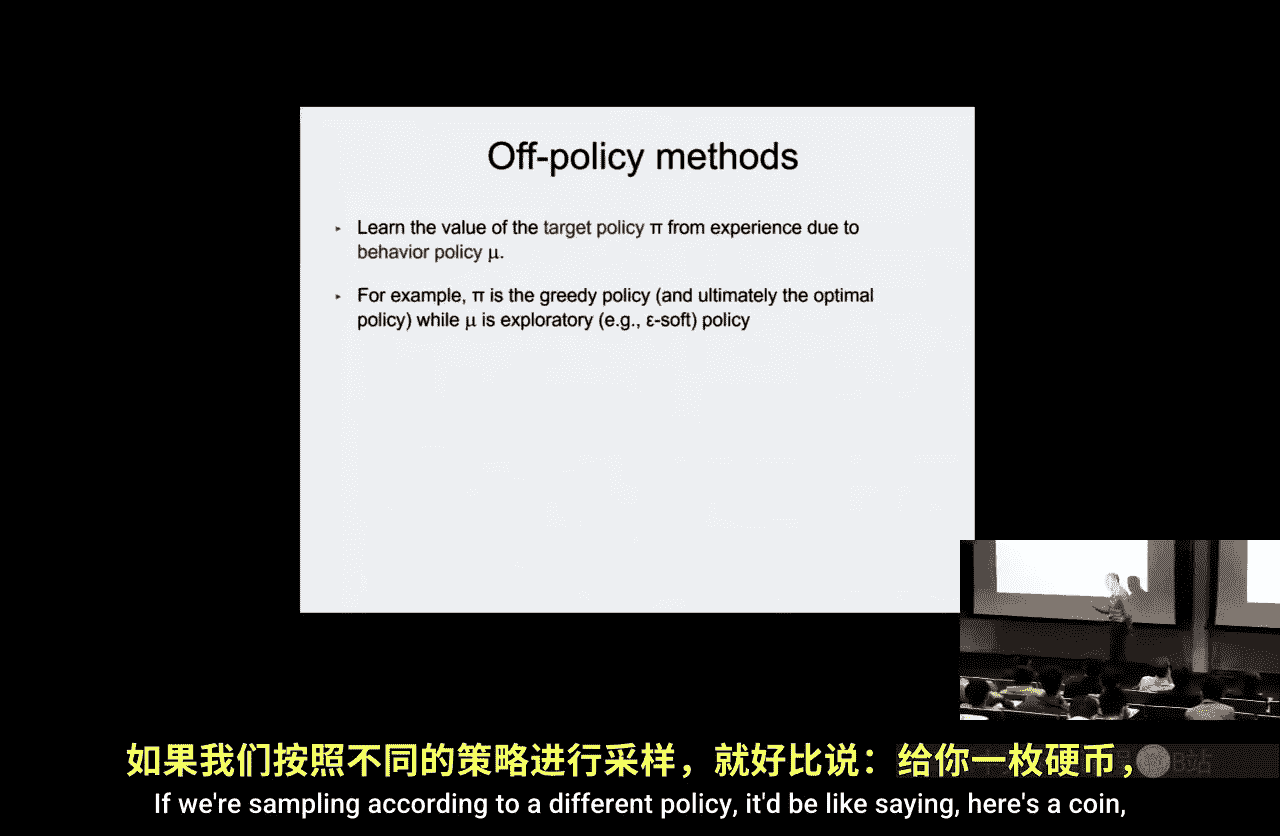 Off-policy methods
Learn the value of the target policy π from experience due to
behavior policy μ.
For example, π is the greedy policy (and ultimately the optimal
policy) while μ is exploratory (e.g., ε-soft) policy
如果我们按照不同的策略进行采样，就好比说：给你一枚硬币，
If we're sampling according to a different policy, it'd be like saying, here's a coin,